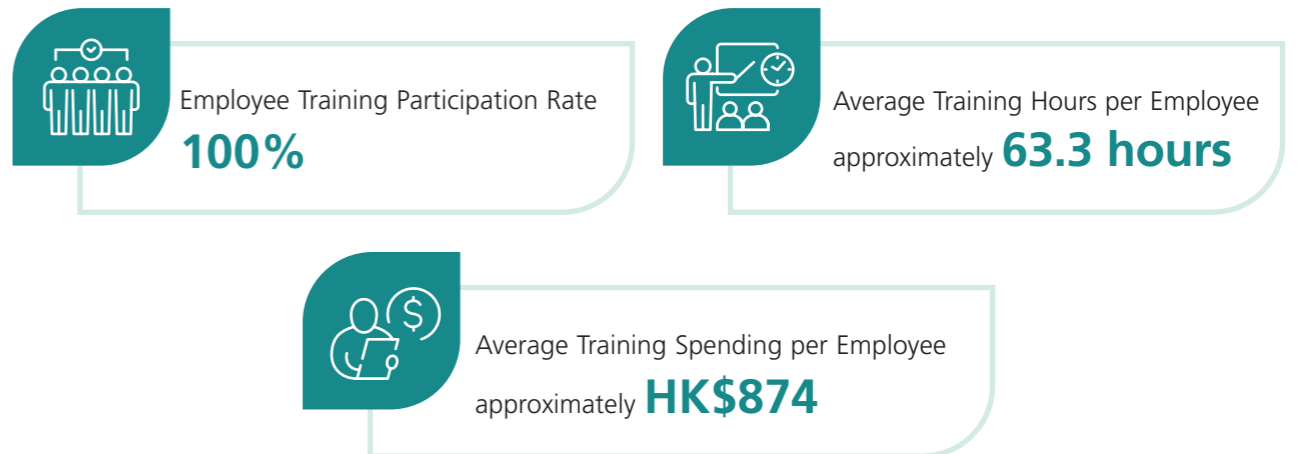 Employee Training Participation Rate
100%
Average Training Hours per Employee
approximately 63.3 hours
Average Training Spending per Employee
approximately HK$874